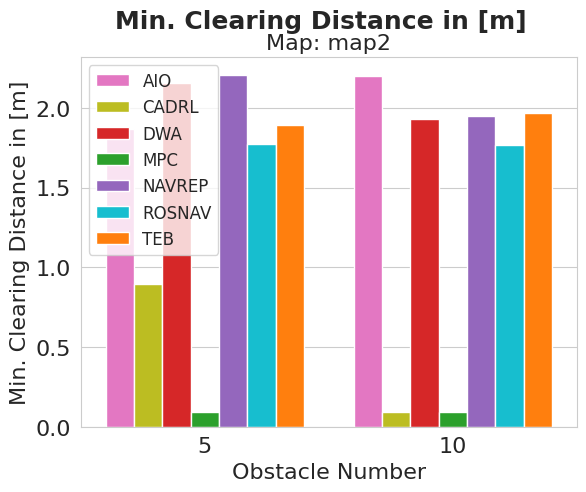 Min. Clearing Distance in [m]
Map: map2
Min. Clearing Distance in [m]
2.0
1.5
1.0
0.5
0.0
AIO
CADRL
DWA
MPC
NAVREP
ROSNAV
TEB
5
10
Obstacle Number